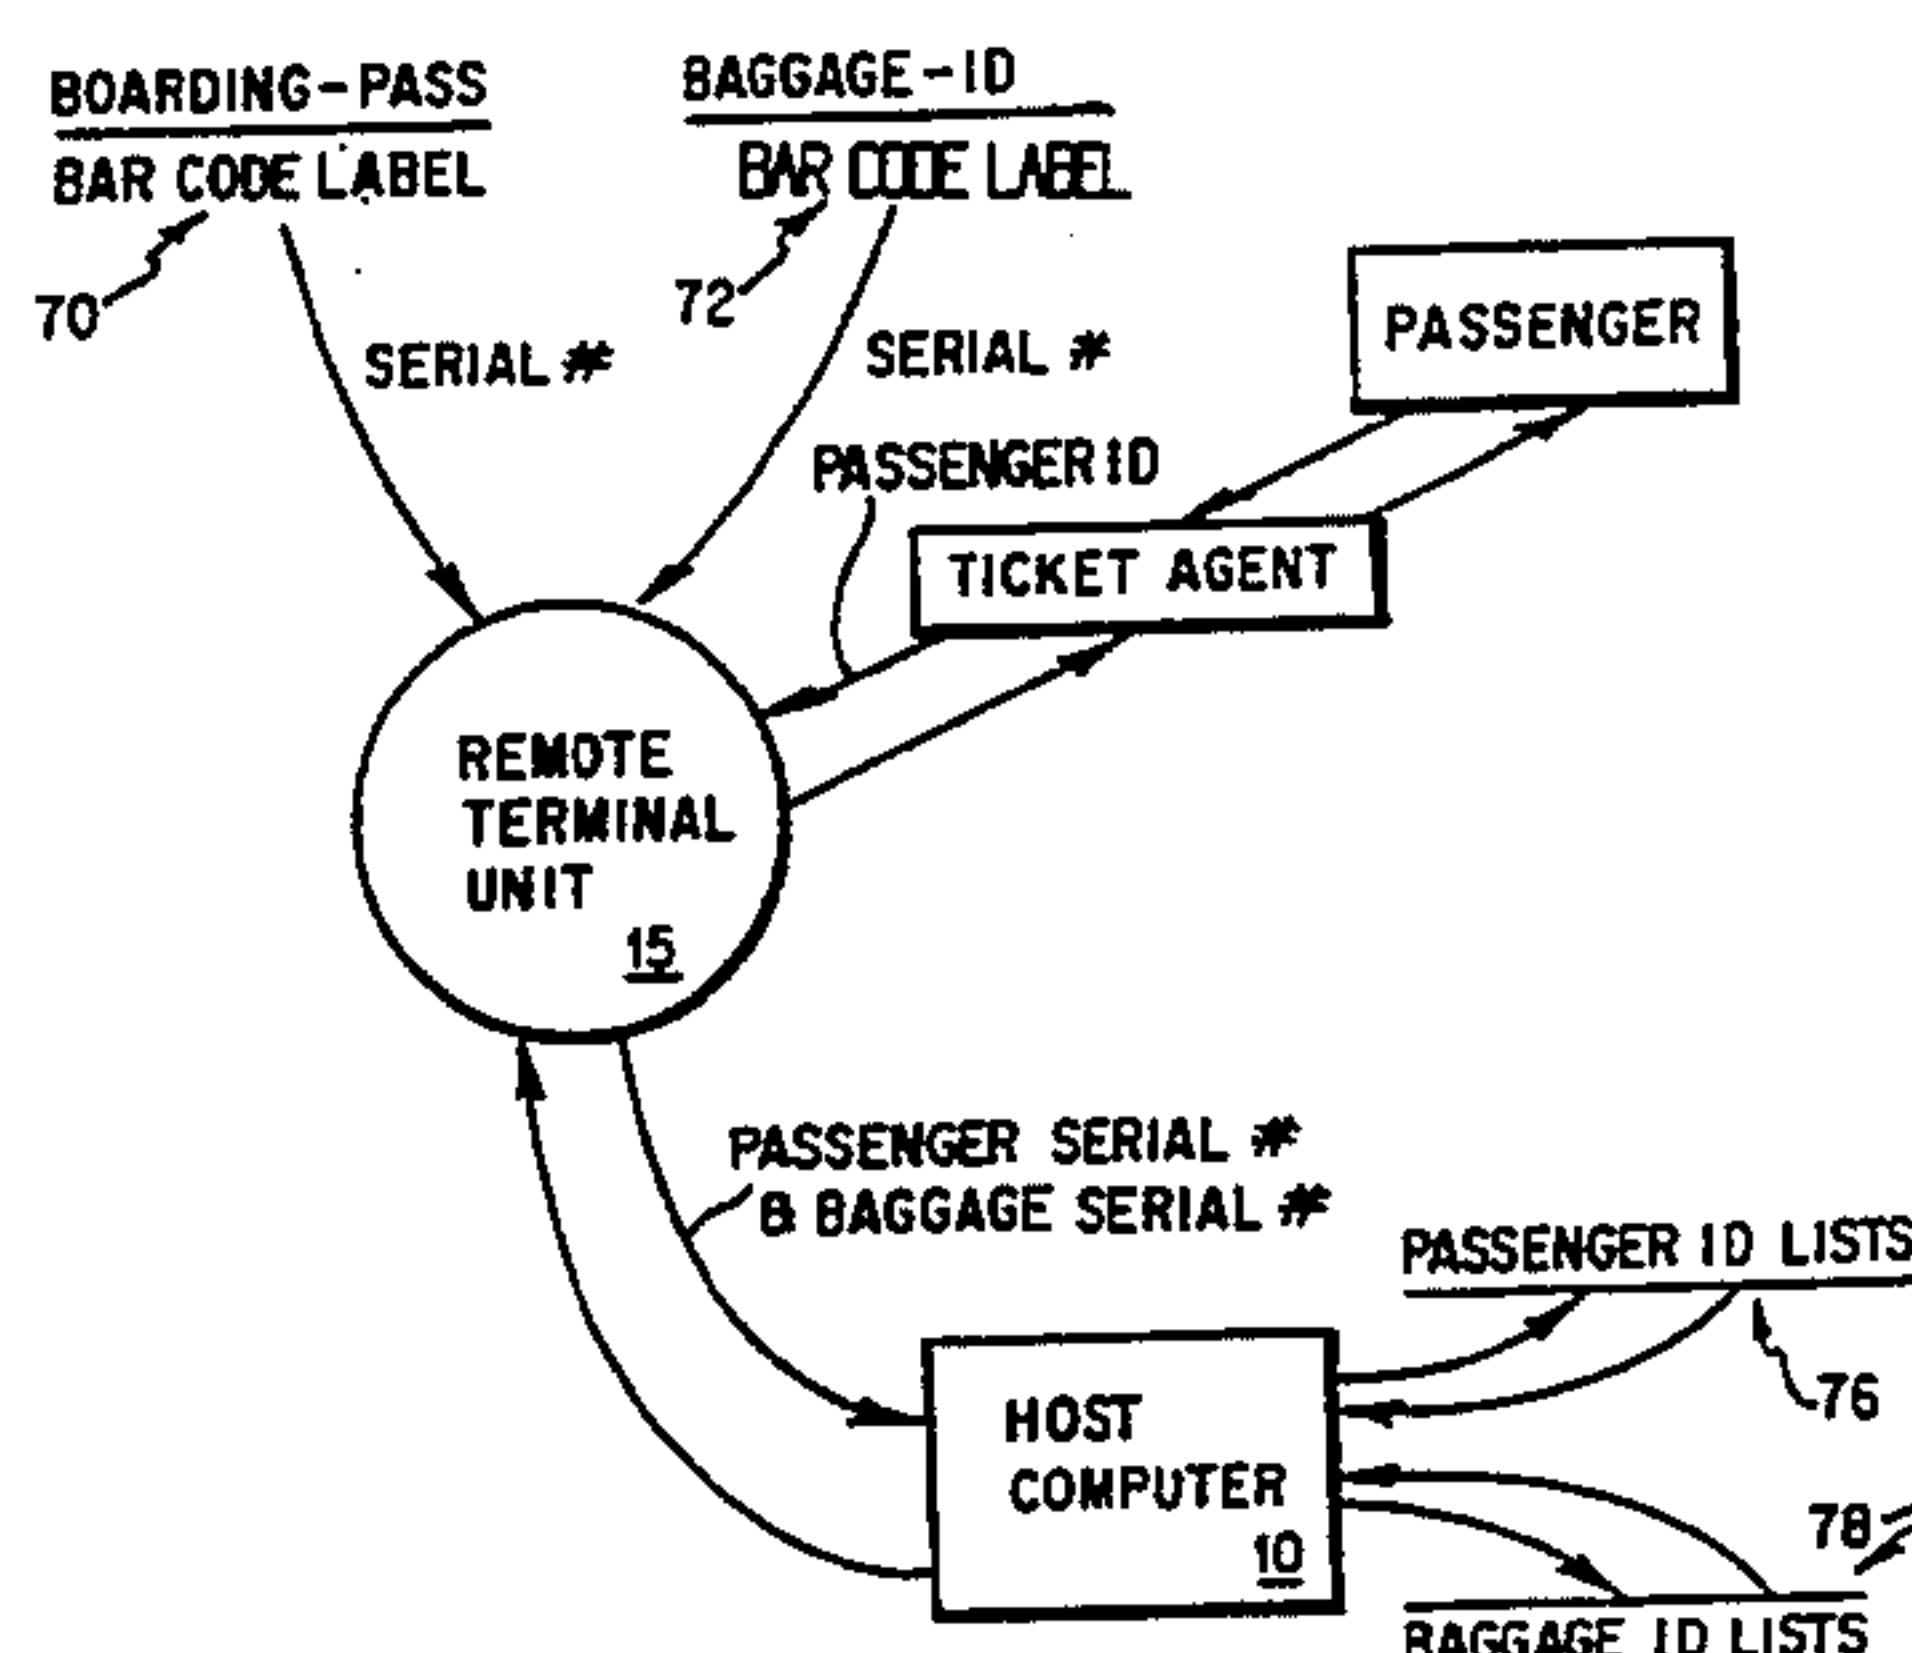 BOARDING-PASS
BAR CODE LABEL
70
SERIAL #
BAGGAGE-ID
BAR CODE LABEL
72
SERIAL #
PASSENGER
PASSENGER ID
TICKET AGENT
REMOTE
TERMINAL
UNIT
15
PASSENGER SERIAL #
& BAGGAGE SERIAL #
PASSENGER ID LISTS
76
HOST
COMPUTER
10
78
BAGGAGE ID LISTS